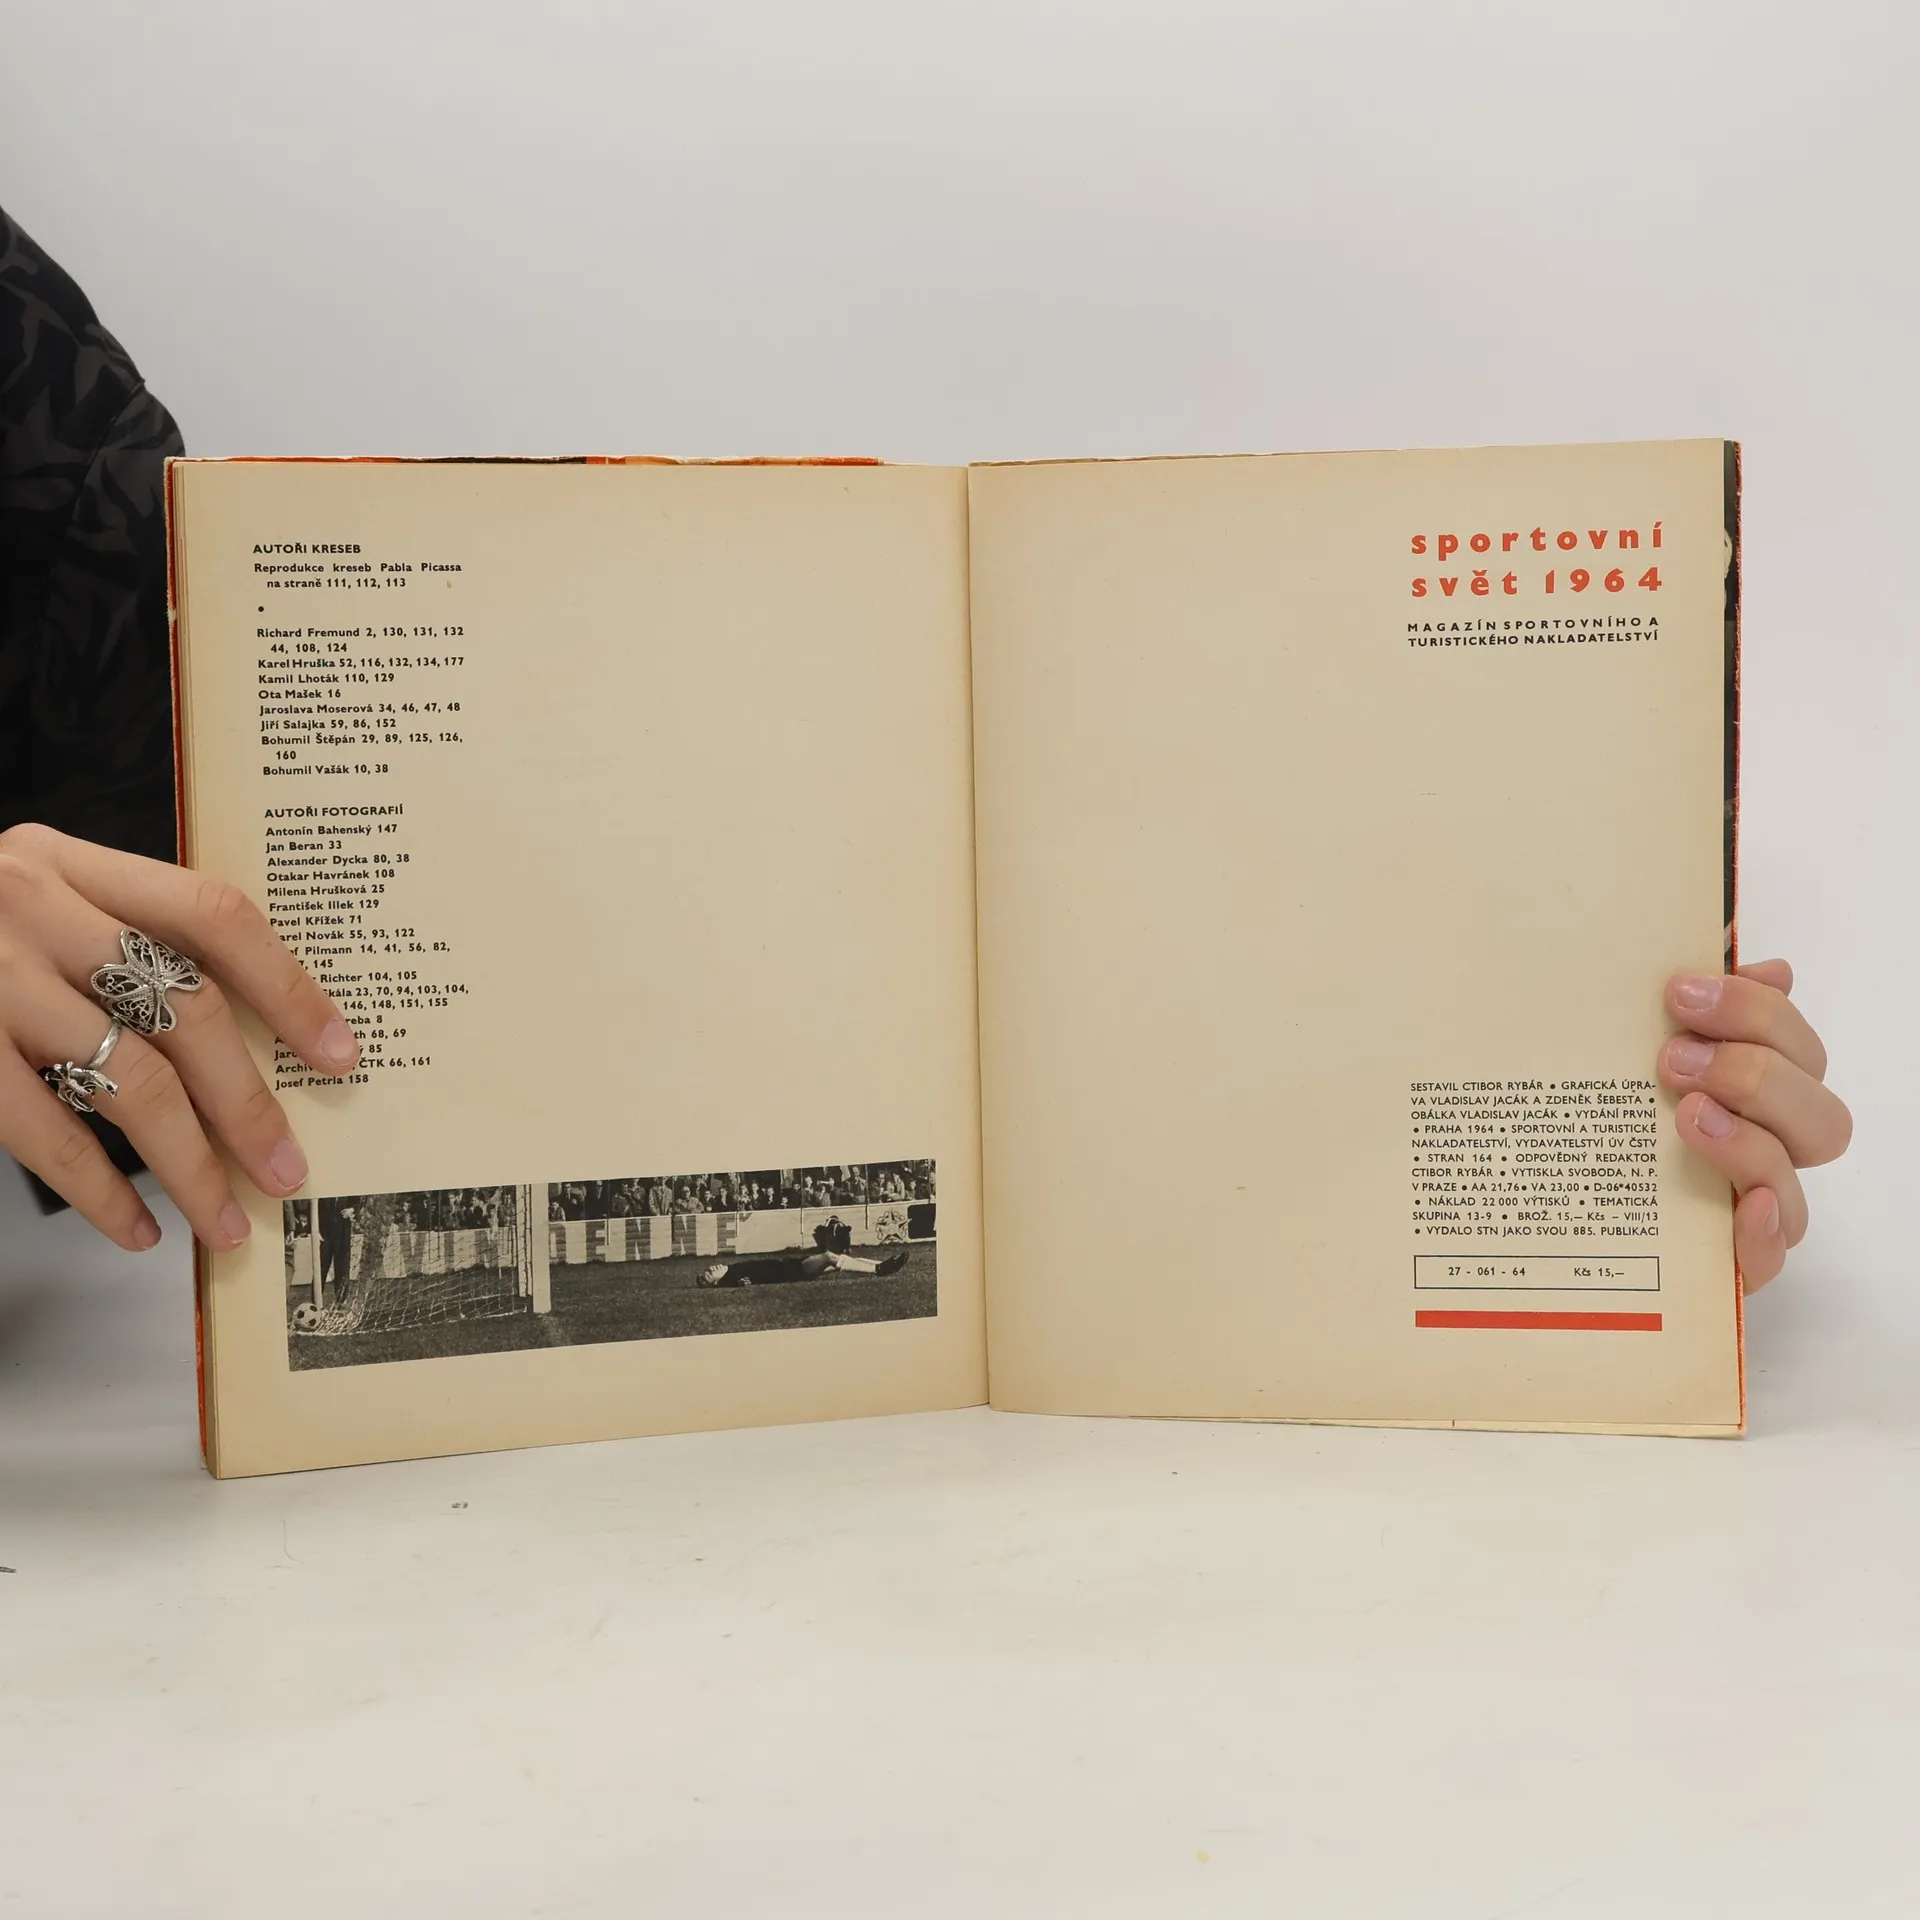 AUTOŘI KRESEB
Reprodukce kreseb Pabla Picassa
na straně 111, 112, 113
•
Richard Fremund 2, 130, 131, 132
44, 108, 124
Karel Hruška 52, 116, 132, 134, 177
Kamil Lhoták 110, 129
Ota Mašek 16
Jaroslava Moserová 34, 46, 47, 48
Jiří Salajka 59, 86, 152
Bohumil Štěpán 29, 89, 125, 126,
160
Bohumil Vašák 10, 38
AUTOŘI FOTOGRAFIÍ
Antonín Bahenský 147
Jan Beran 33
Alexander Dycka 80, 38
Otakar Havránek 108
Milena Hrušková 25
František Illek 129
Pavel Křížek 71
Novák 55, 93, 122
Pilmann 14, 41, 56, 82,
145
Richter 104, 105
23, 70, 94, 103, 104,
146, 148, 151, 155
8
68, 69
85
ČTK 66, 161
Josef Petrla 158
sportovní
svět 1964
MAGAZÍN SPORTOVNÍHO A
TURISTICKÉHO NAKLADATELSTVÍ
SESTAVIL CTIBOR RYBÁR • GRAFICKÁ ÚPRA-
VA VLADISLAV JACÁK A ZDENĚK ŠEBESTA •
OBÁLKA VLADISLAV JACÁK • VYDÁNÍ PRVNÍ
• PRAHA 1964 • SPORTOVNÍ A TURISTICKÉ
NAKLADATELSTVÍ, VYDAVATELSTVÍ ÚV ČSTV
• STRAN 164 • ODPOVĚDNÝ REDAKTOR
CTIBOR RYBÁR • VYTISKLA SVOBODA, N. P.
V PRAZE • AA 21,76 • VA 23,00 • D-06*40532
• NÁKLAD 22 000 VÝTISKŮ • TEMATICKÁ
SKUPINA 13-9 • BROŽ. 15,— Kčs – VIII/13
• VYDALO STN JAKO SVOU 885. PUBLIKACI
27 - 061 - 64 Kčs 15,—